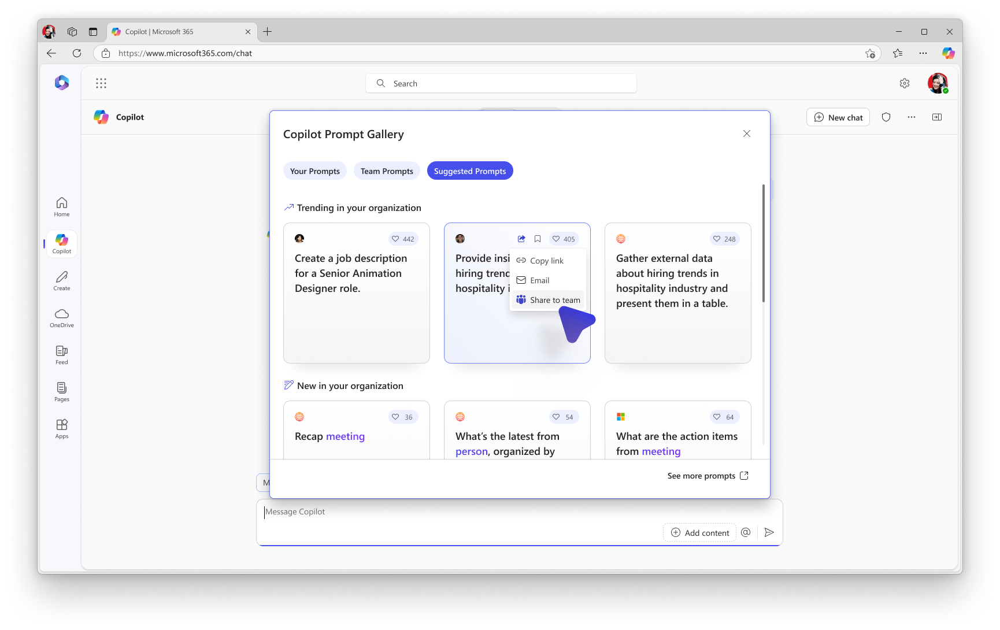 Copilot | Microsoft 365
https://www.microsoft365.com/chat
Search
Copilot
New chat
Home
Copilot
Create
OneDrive
Feed
Pages
Apps
Copilot Prompt Gallery
Your Prompts
Team Prompts
Suggested Prompts
Trending in your organization
442
Create a job description
for a Senior Animation
Designer role.
405
Provide
hiring
hospitality
Copy link
Email
Share to team
248
Gather external data
about hiring trends in
hospitality industry and
present them in a table.
New in your organization
36
Recap meeting
54
What’s the latest from
person, organized by
64
What are the action items
from meeting
See more prompts
Message Copilot
Add content